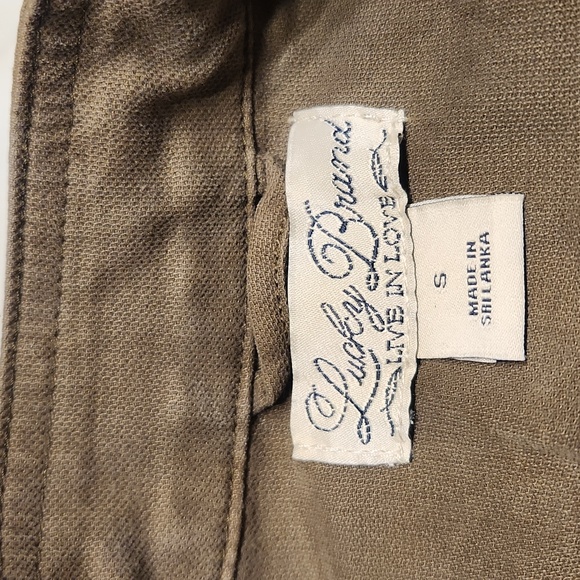 Lucky Brand
LIVE IN LOVE
S
MADE IN
SRI LANKA